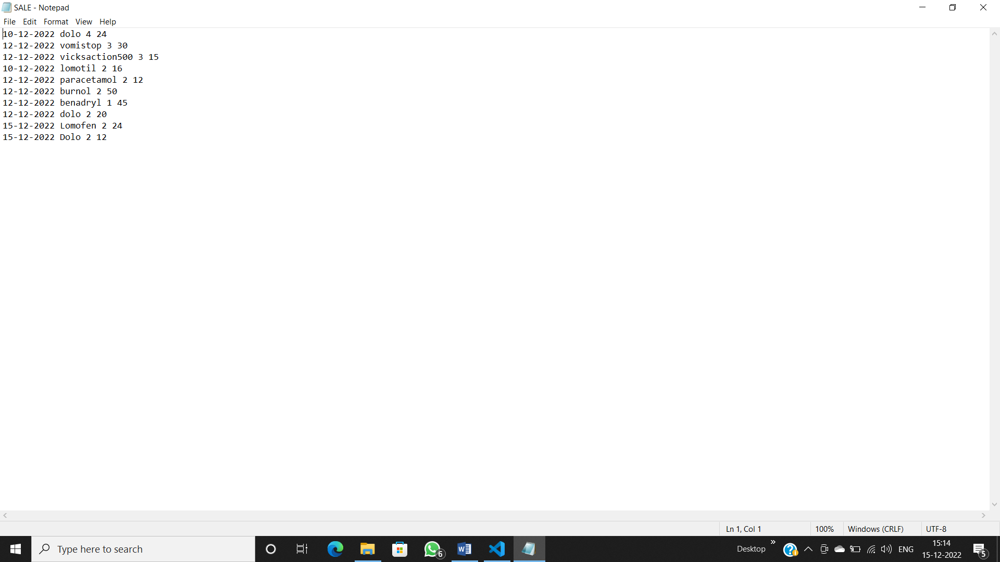 SALE - Notepad
File Edit Format View Help
10-12-2022 dolo 4 24
12-12-2022 vomistop 3 30
12-12-2022 vicksaction500 3 15
10-12-2022 lomotil 2 16
12-12-2022 paracetamol 2 12
12-12-2022 burnol 2 50
12-12-2022 benadryl 1 45
12-12-2022 dolo 2 20
15-12-2022 Lomofen 2 24
15-12-2022 Dolo 2 12
Ln 1, Col 1 100% Windows (CRLF) UTF-8
Type here to search 6 W Desktop » ENG 15:14 5
15-12-2022